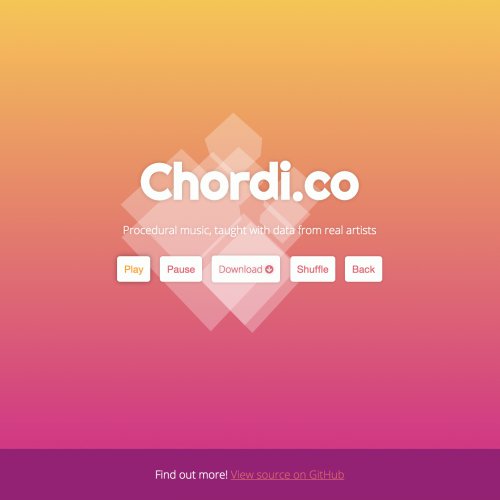 Chordi.co
Procedural music, taught with data from real artists
Play Pause Download Shuffle Back
Find out more! View source on GitHub